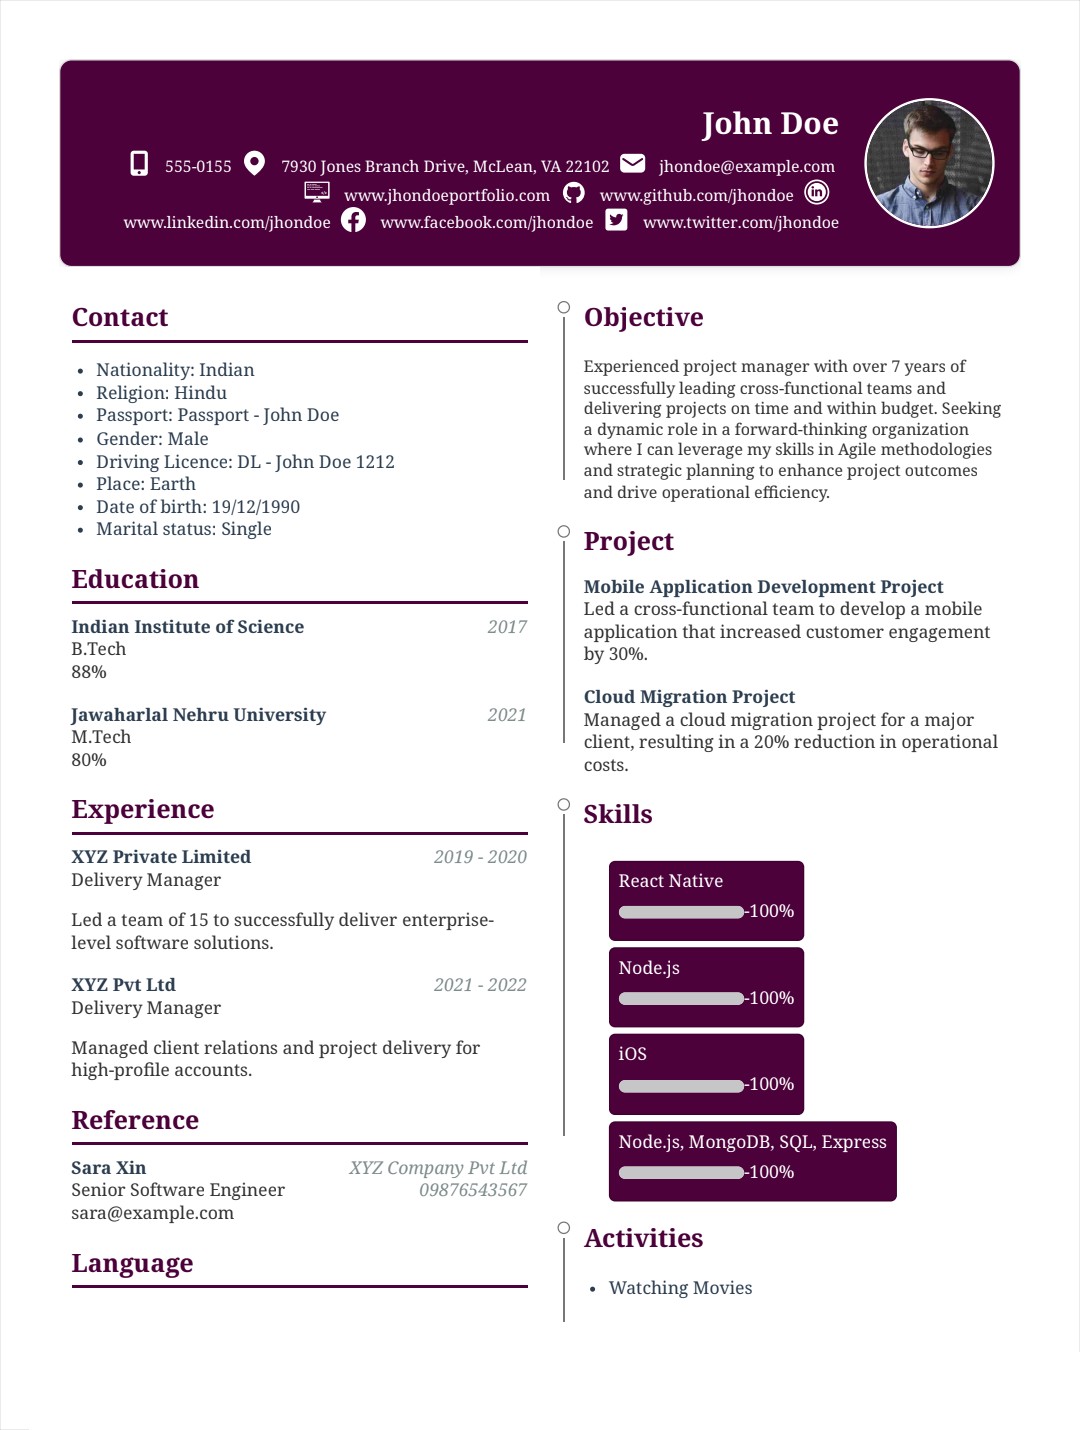 John Doe
555-0155 7930 Jones Branch Drive, McLean, VA 22102 jhondoe@example.com
www.jhondoeportfolio.com www.github.com/jhondoe
www.linkedin.com/jhondoe www.facebook.com/jhondoe www.twitter.com/jhondoe
Contact
• Nationality: Indian
• Religion: Hindu
• Passport: Passport - John Doe
• Gender: Male
• Driving Licence: DL - John Doe 1212
• Place: Earth
• Date of birth: 19/12/1990
• Marital status: Single
Education
Indian Institute of Science 2017
B.Tech
88%
Jawaharlal Nehru University 2021
M.Tech
80%
Experience
XYZ Private Limited 2019 - 2020
Delivery Manager
Led a team of 15 to successfully deliver enterprise-
level software solutions.
XYZ Pvt Ltd 2021 - 2022
Delivery Manager
Managed client relations and project delivery for
high-profile accounts.
Reference
Sara Xin XYZ Company Pvt Ltd
Senior Software Engineer 09876543567
sara@example.com
Language
Objective
Experienced project manager with over 7 years of
successfully leading cross-functional teams and
delivering projects on time and within budget. Seeking
a dynamic role in a forward-thinking organization
where I can leverage my skills in Agile methodologies
and strategic planning to enhance project outcomes
and drive operational efficiency.
Project
Mobile Application Development Project
Led a cross-functional team to develop a mobile
application that increased customer engagement
by 30%.
Cloud Migration Project
Managed a cloud migration project for a major
client, resulting in a 20% reduction in operational
costs.
Skills
React Native
-100%
Node.js
-100%
iOS
-100%
Node.js, MongoDB, SQL, Express
-100%
Activities
• Watching Movies